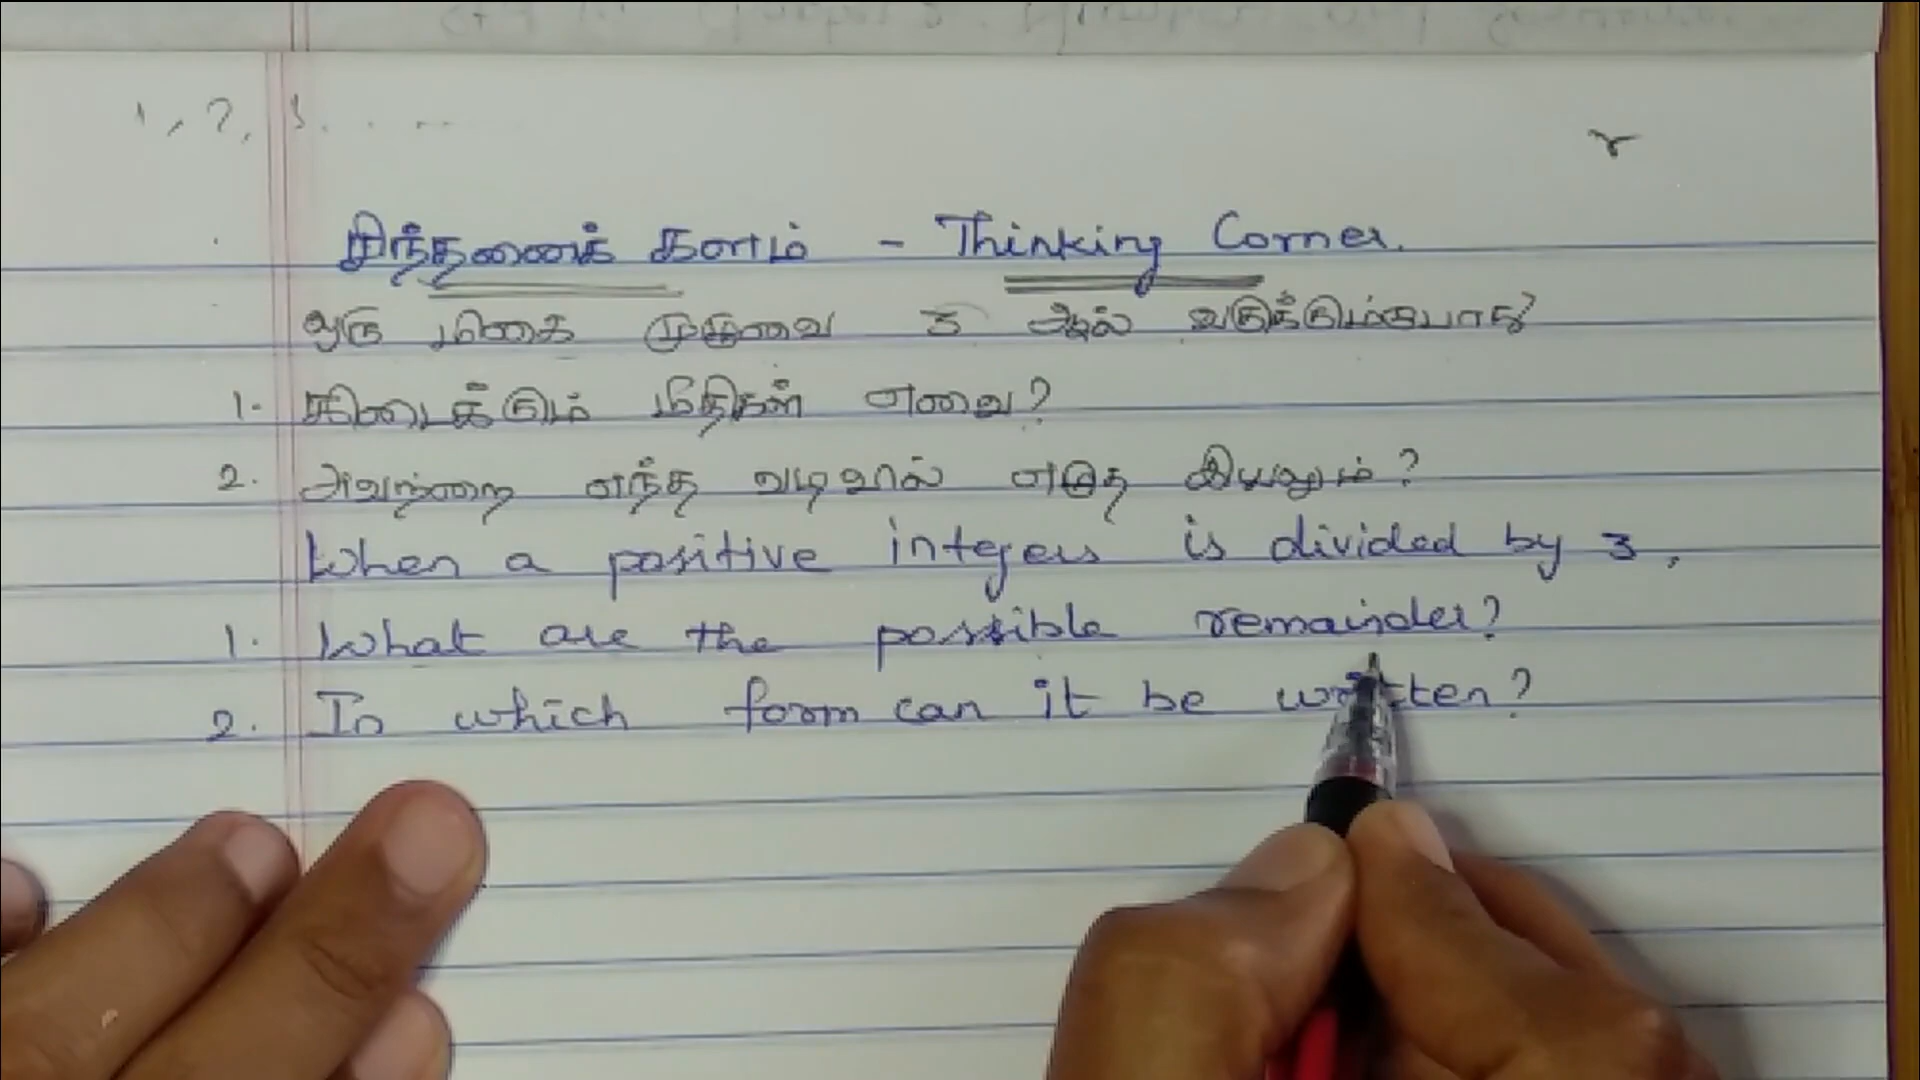 1, 2, 3. . . . .
r
சிந்தனைக் களம் - Thinking Corner.
ஒரு மிகை முழுவை 3 ஆல் வகுக்கும்போது
1. கிடைக்கும் மீதிகள் எவை?
2. அவற்றை எந்த வடிவில் எழுத இயலும்?
When a positive integers is divided by 3,
1. What are the possible remainder?
2. In which form can it be written?